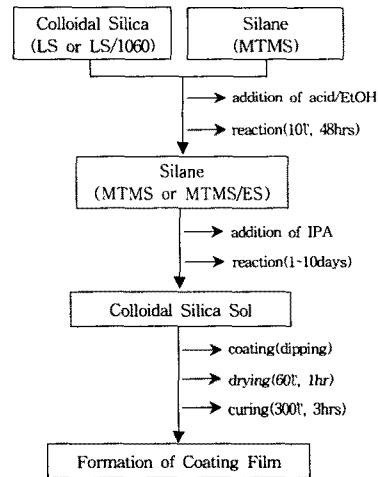 Colloidal Silica
(LS or LS/1060)
Silane
(MTMS)
addition of acid/EtOH
reaction(10℃, 48hrs)
Silane
(MTMS or MTMS/ES)
addition of IPA
reaction(1~10days)
Colloidal Silica Sol
coating(dipping)
drying(60℃, 1hr)
curing(300℃, 3hrs)
Formation of Coating Film